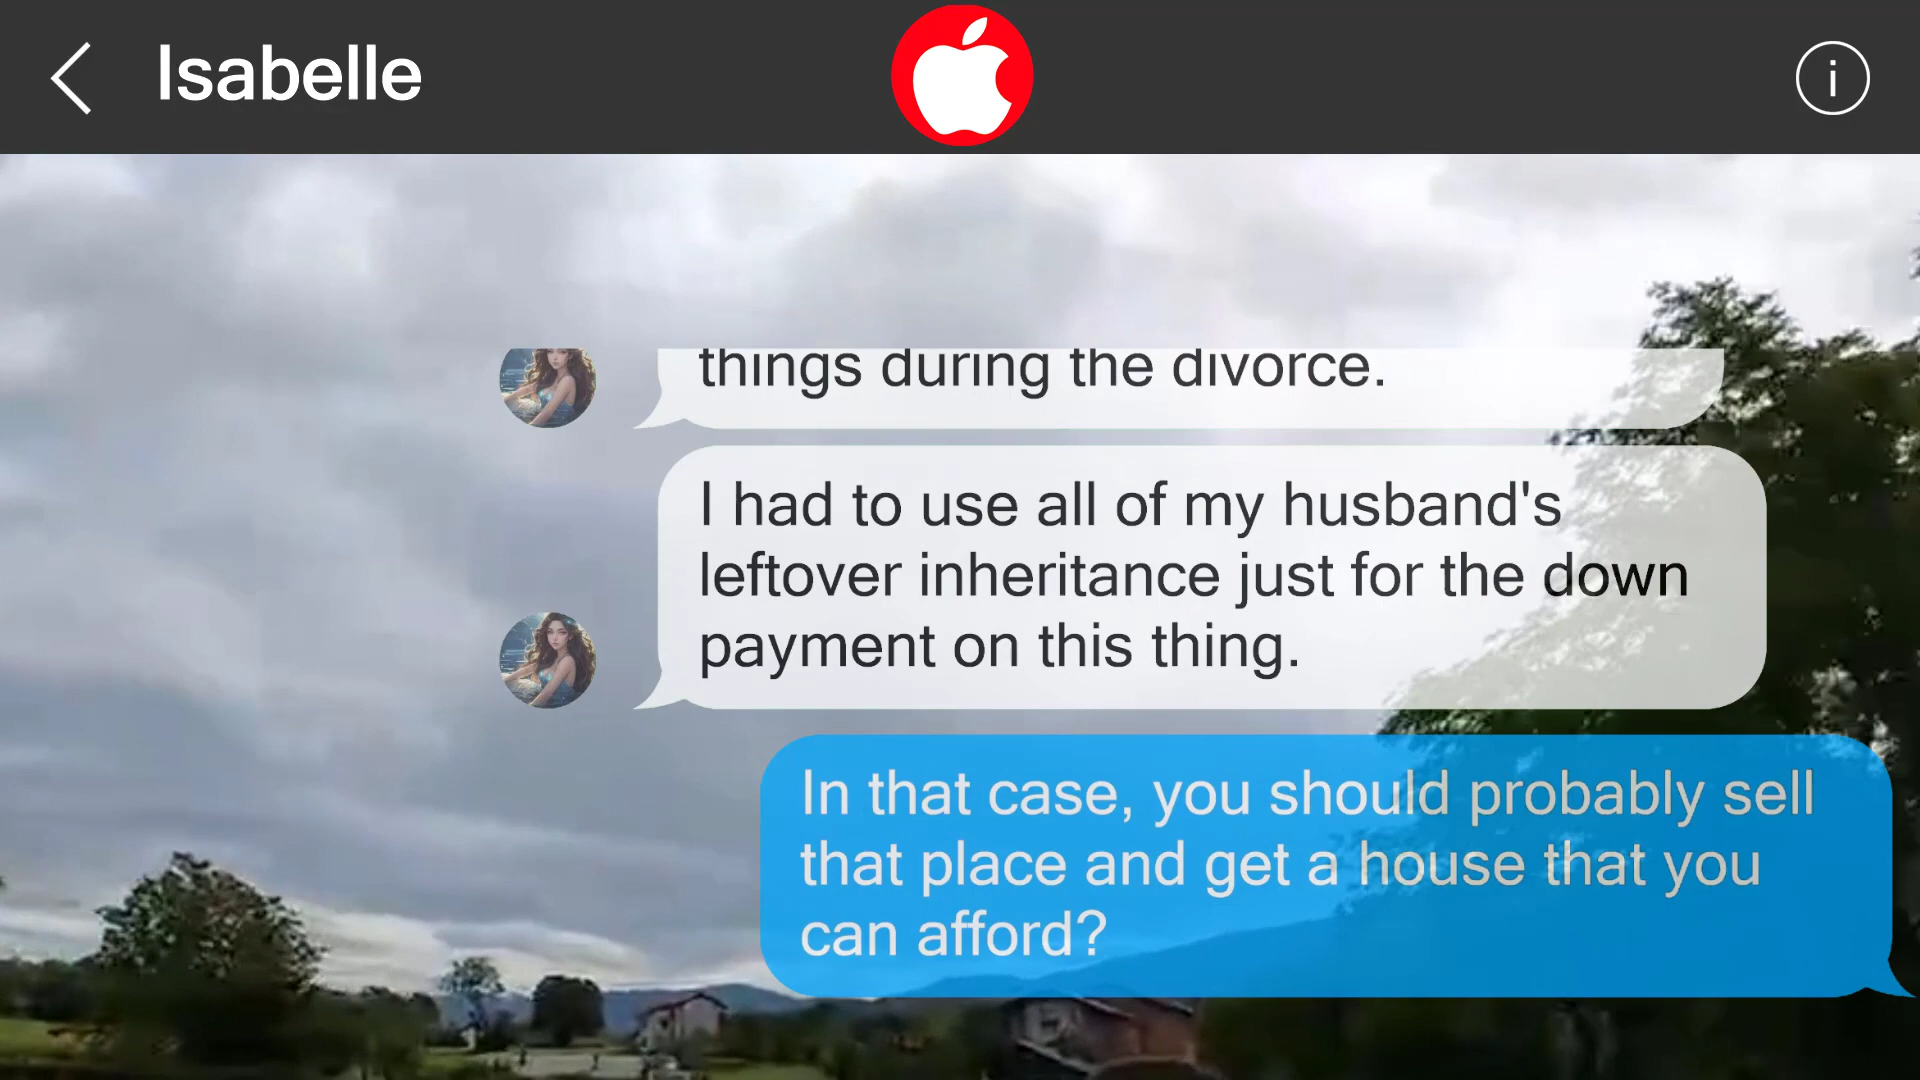 Isabelle
things during the divorce.
I had to use all of my husband's
leftover inheritance just for the down
payment on this thing.
In that case, you should probably sell
that place and get a house that you
can afford?